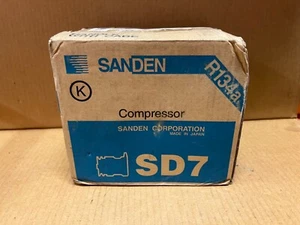 SANDEN
R134a
K
Compressor
SANDEN CORPORATION
MADE IN JAPAN
SD7